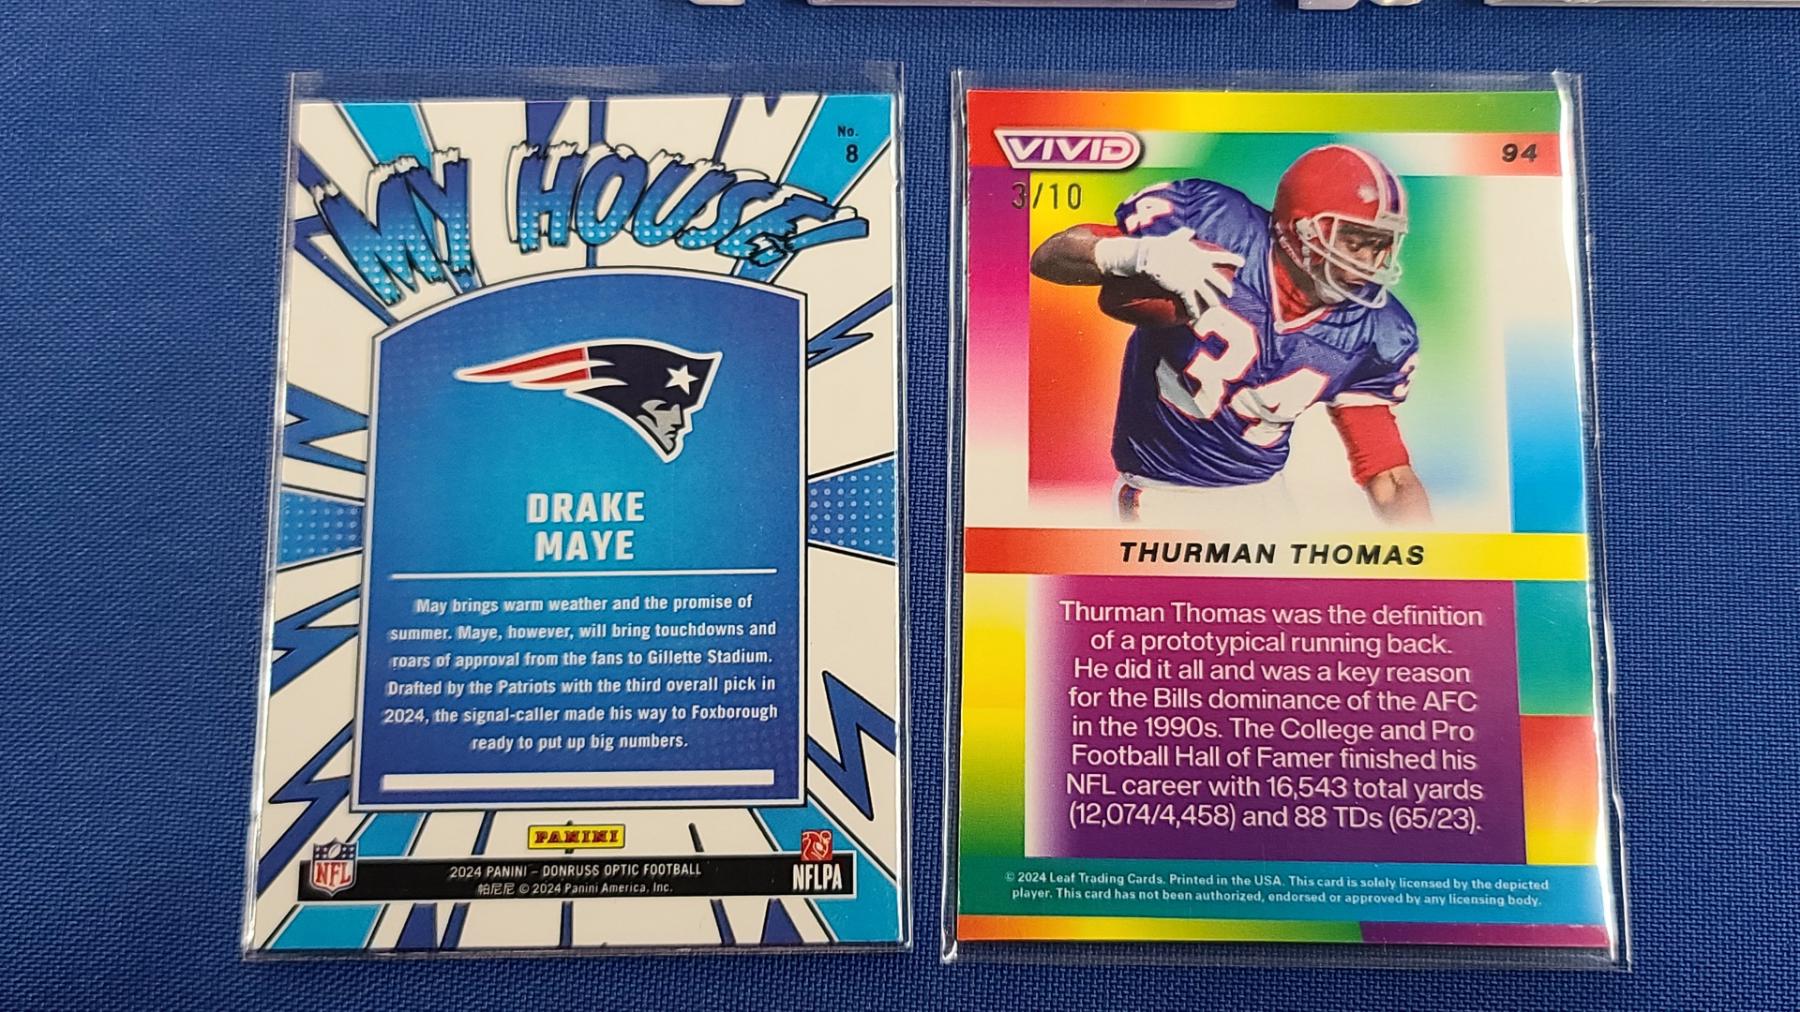 No.
8
MY HOUSE!
DRAKE
MAYE
May brings warm weather and the promise of
summer. Maye, however, will bring touchdowns and
roars of approval from the fans to Gillette Stadium.
Drafted by the Patriots with the third overall pick in
2024, the signal-caller made his way to Foxborough
ready to put up big numbers.
PANINI
NFL
2024 PANINI – DONRUSS OPTIC FOOTBALL
帕尼尼 © 2024 Panini America, Inc.
NFLPA
VIVID
94
3/10
34
34
34
THURMAN THOMAS
Thurman Thomas was the definition
of a prototypical running back.
He did it all and was a key reason
for the Bills dominance of the AFC
in the 1990s. The College and Pro
Football Hall of Famer finished his
NFL career with 16,543 total yards
(12,074/4,458) and 88 TDs (65/23).
© 2024 Leaf Trading Cards. Printed in the USA. This card is solely licensed by the depicted
player. This card has not been authorized, endorsed or approved by any licensing body.